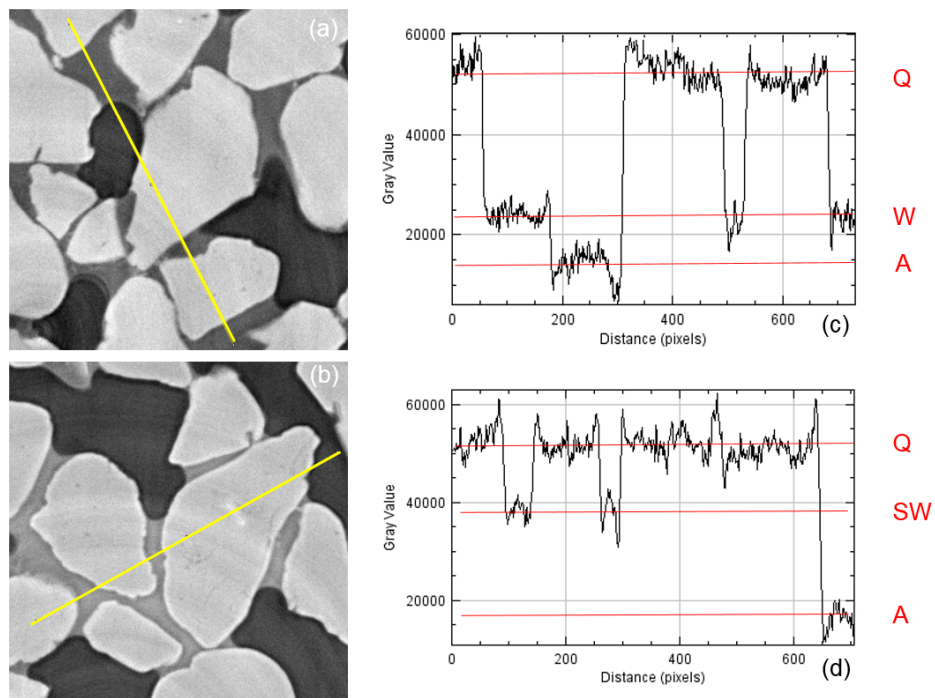 (a)
60000
40000
20000
Gray Value
0
200
400
600
Distance (pixels)
(c)
Q
W
A
(b)
60000
40000
20000
Gray Value
0
200
400
600
Distance (pixels)
(d)
Q
SW
A